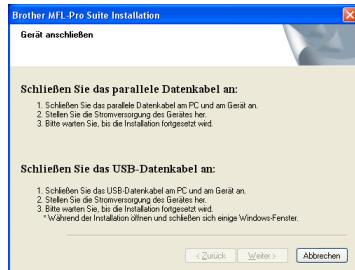 Brother MFL-Pro Suite Installation
Gerät anschließen
Schließen Sie das parallele Datenkabel an:
1. Schließen Sie das parallele Datenkabel am PC und am Gerät an.
2. Stellen Sie die Stromversorgung des Gerätes her.
3. Bitte warten Sie, bis die Installation fortgesetzt wird.
Schließen Sie das USB-Datenkabel an:
1. Schließen Sie das USB-Datenkabel am PC und am Gerät an.
2. Stellen Sie die Stromversorgung des Gerätes her.
3. Bitte warten Sie, bis die Installation fortgesetzt wird.
* Während der Installation öffnen und schließen sich einige Windows-Fenster.
< Zurück Weiter > Abbrechen